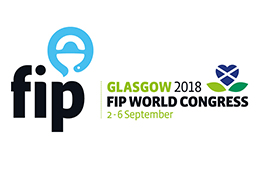 fip
GLASGOW 2018
FIP WORLD CONGRESS
2 - 6 September